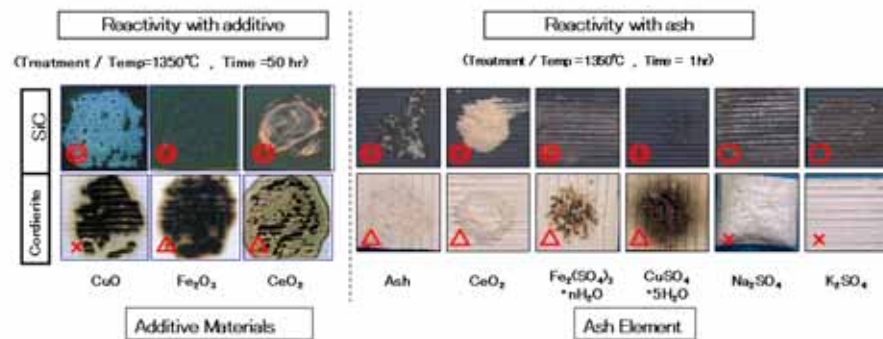 Reactivity with additive
Reactivity with ash
(Treatment / Temp=1350℃ , Time =50 hr)
(Treatment / Temp =1350℃, Time = 1hr)
SiC
Cordierite
CuO
Fe₂O₃
CeO₂
Ash
CeO₂
Fe₂(SO₄)₃
*nH₂O
CuSO₄
*5H₂O
Na₂SO₄
K₂SO₄
Additive Materials
Ash Element